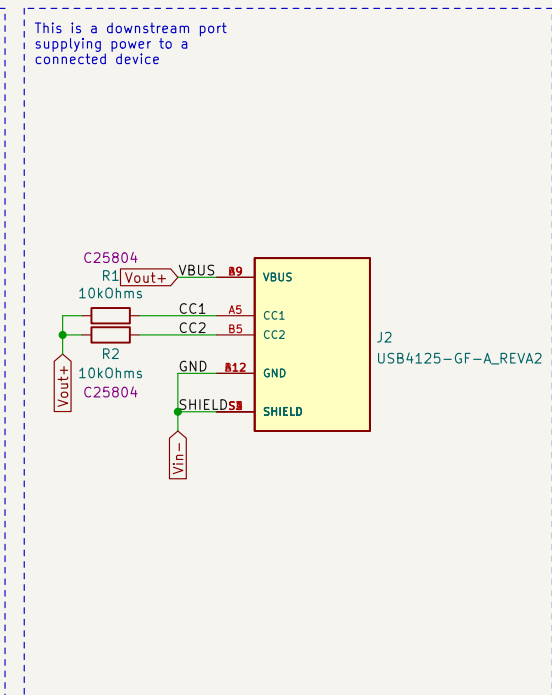 This is a downstream port
supplying power to a
connected device
C25804
R1
Vout+
VBUS
VBUS
10kOhms
CC1
A5
CC1
CC2
B5
CC2
J2
R2
USB4125-GF-A_REVA2
10kOhms
GND
GND
C25804
Vout+
SHIELD
SHIELD
Vin-